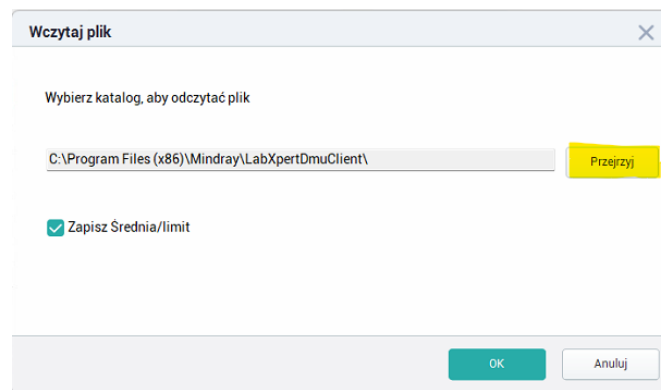 Wczytaj plik
Wybierz katalog, aby odczytać plik
C:\Program Files (x86)\Mindray\LabXpertDmuClient\
Przejrzyj
Zapisz Średnia/limit
OK
Anuluj